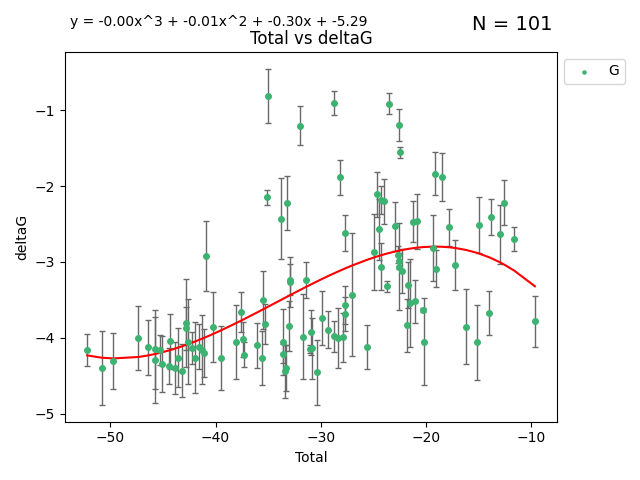 y = -0.00x^3 + -0.01x^2 + -0.30x + -5.29
N = 101
Total vs deltaG
G
−1
−2
−3
−4
−5
deltaG
−50 −40 −30 −20 −10
Total